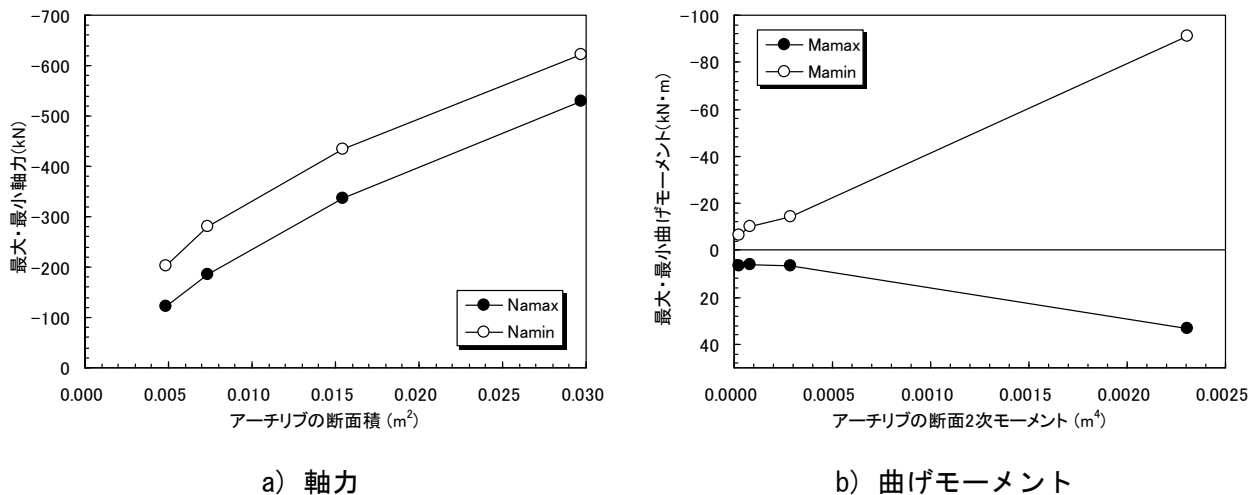 -700
-600
-500
-400
-300
-200
-100
0
最大・最小軸力(kN)
Namax
Namin
0.000 0.005 0.010 0.015 0.020 0.025 0.030
アーチリブの断面積 (m²)
a) 軸力
-100
-80
-60
-40
-20
0
20
40
最大・最小曲げモーメント(kN・m)
Mamax
Mamin
0.0000 0.0005 0.0010 0.0015 0.0020 0.0025
アーチリブの断面2次モーメント (m⁴)
b) 曲げモーメント